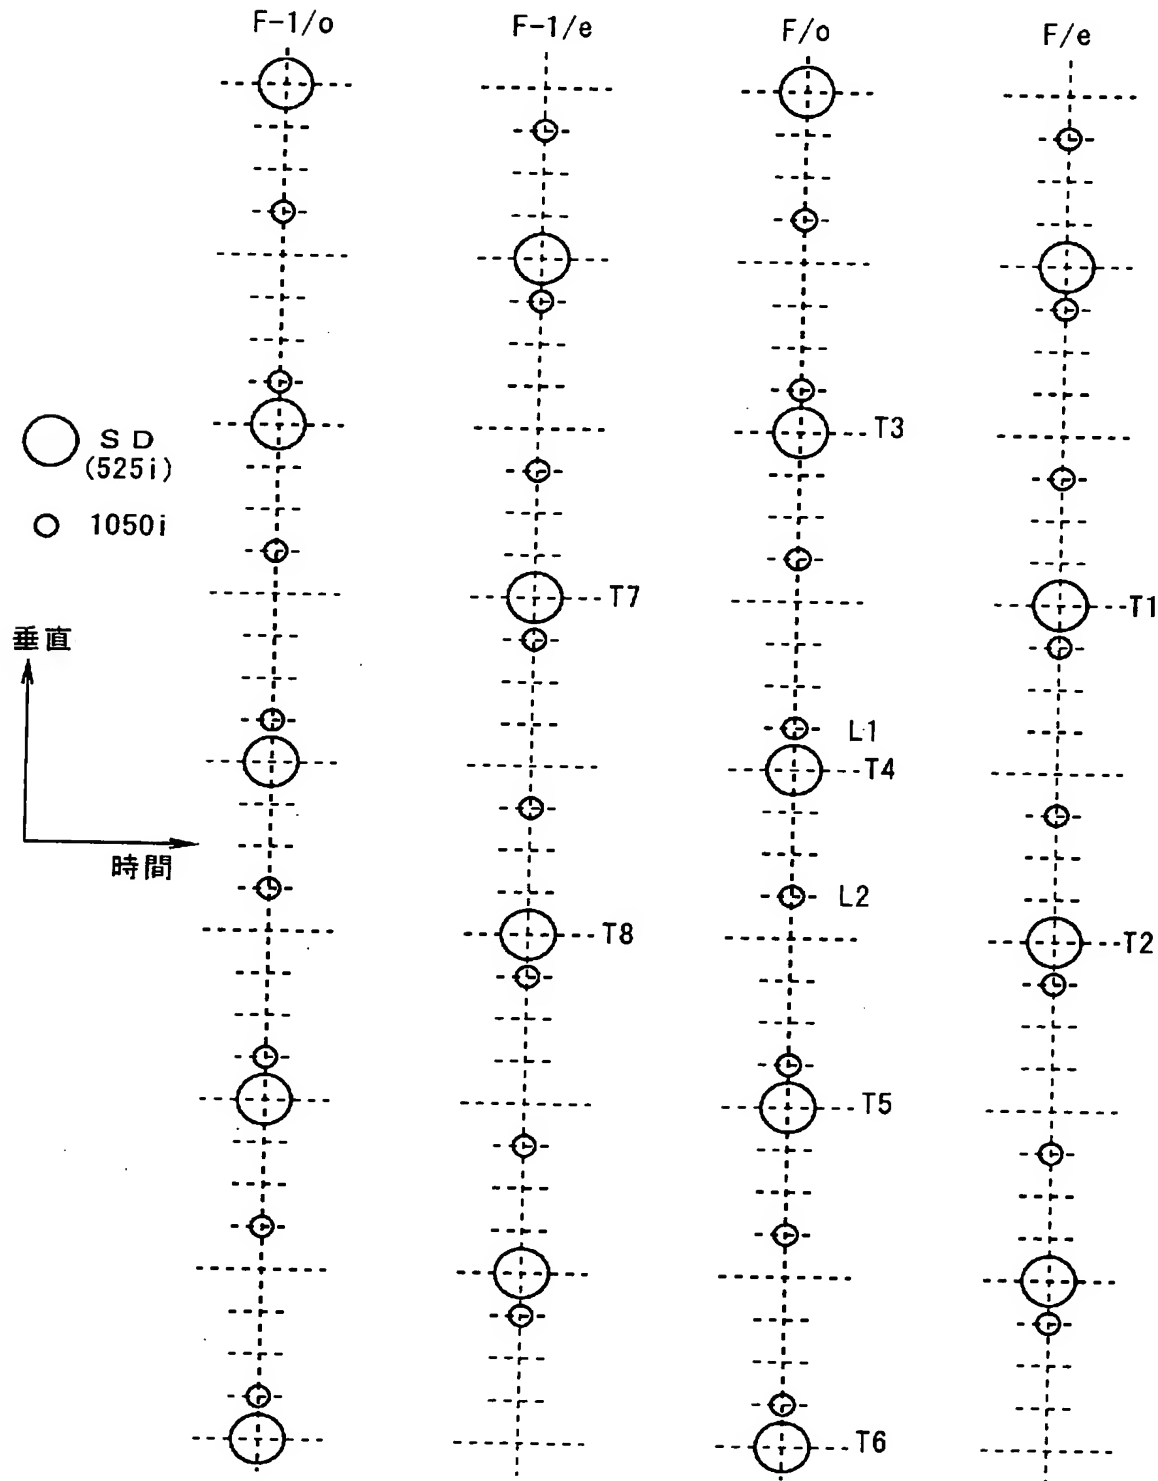 F-1/o
F-1/e
F/o
F/e
SD
(525i)
1050i
垂直
時間
T3
T7
T1
L1
T4
L2
T8
T2
T5
T6